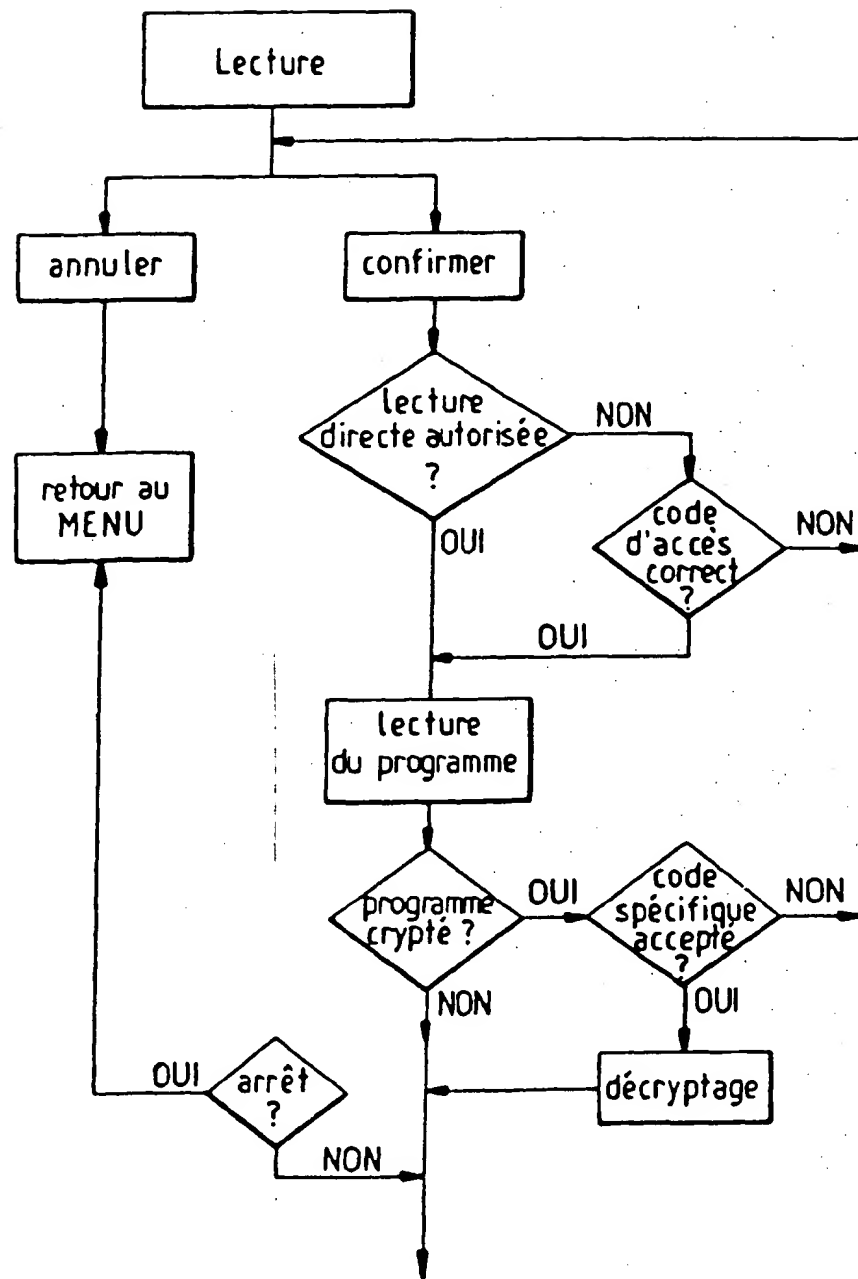 Lecture
annuler
confirmer
lecture
directe autorisée
?
NON
retour au
MENU
OUI
code
d'accès
correct
?
NON
OUI
lecture
du programme
programme
crypté ?
OUI
code
spécifique
accepté
?
NON
NON
OUI
OUI
arrêt
?
décryptage
NON